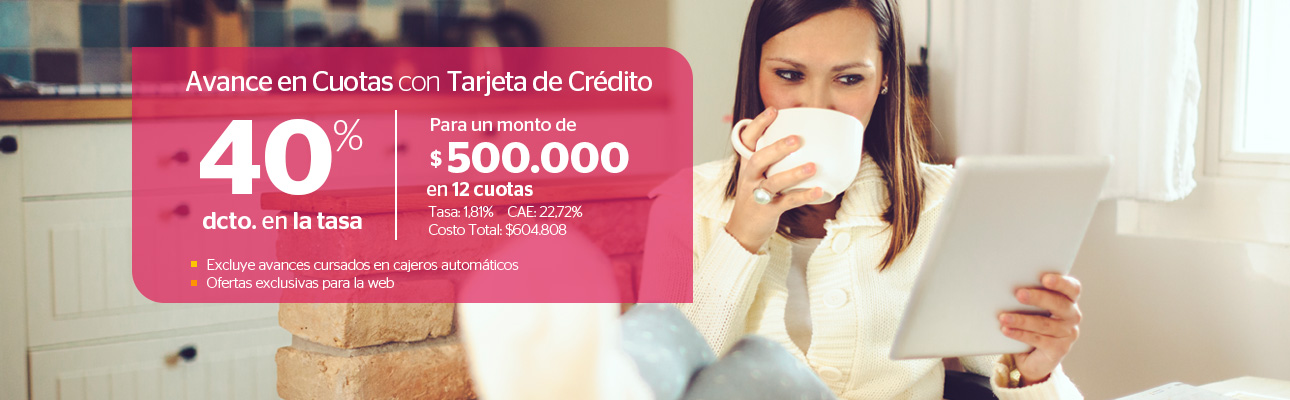 Avance en Cuotas con Tarjeta de Crédito
40%
dcto. en la tasa
Para un monto de
$500.000
en 12 cuotas
Tasa: 1,81% CAE: 22,72%
Costo Total: $604.808
Excluye avances cursados en cajeros automáticos
Ofertas exclusivas para la web